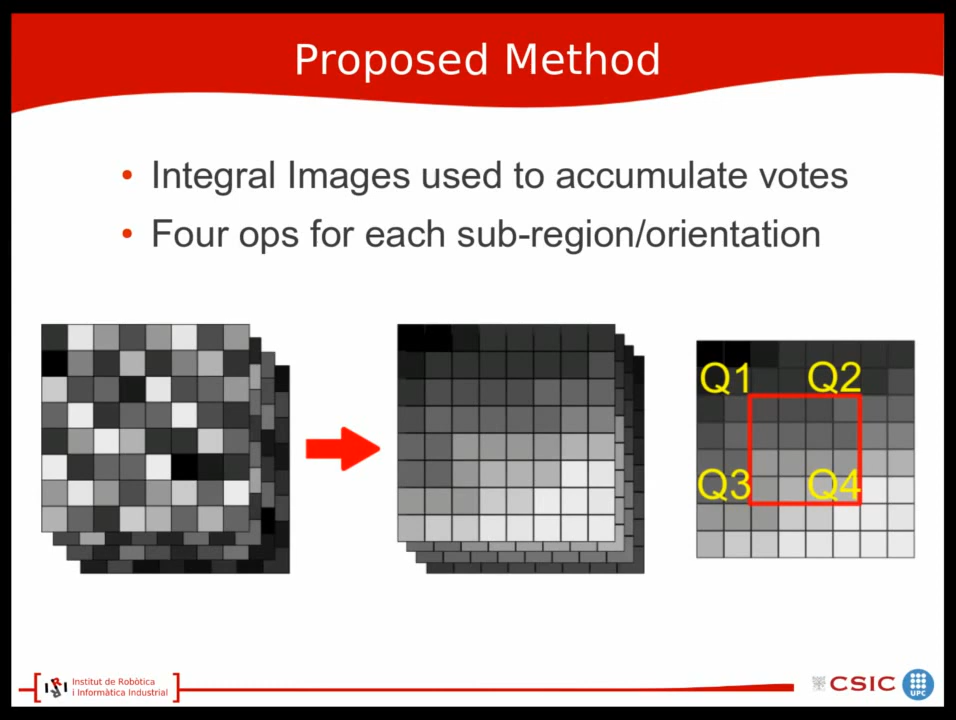 Proposed Method
• Integral Images used to accumulate votes
• Four ops for each sub-region/orientation
Q1 Q2
Q3 Q4
IRI
Institut de Robòtica
i Informàtica Industrial
CSIC
UPC